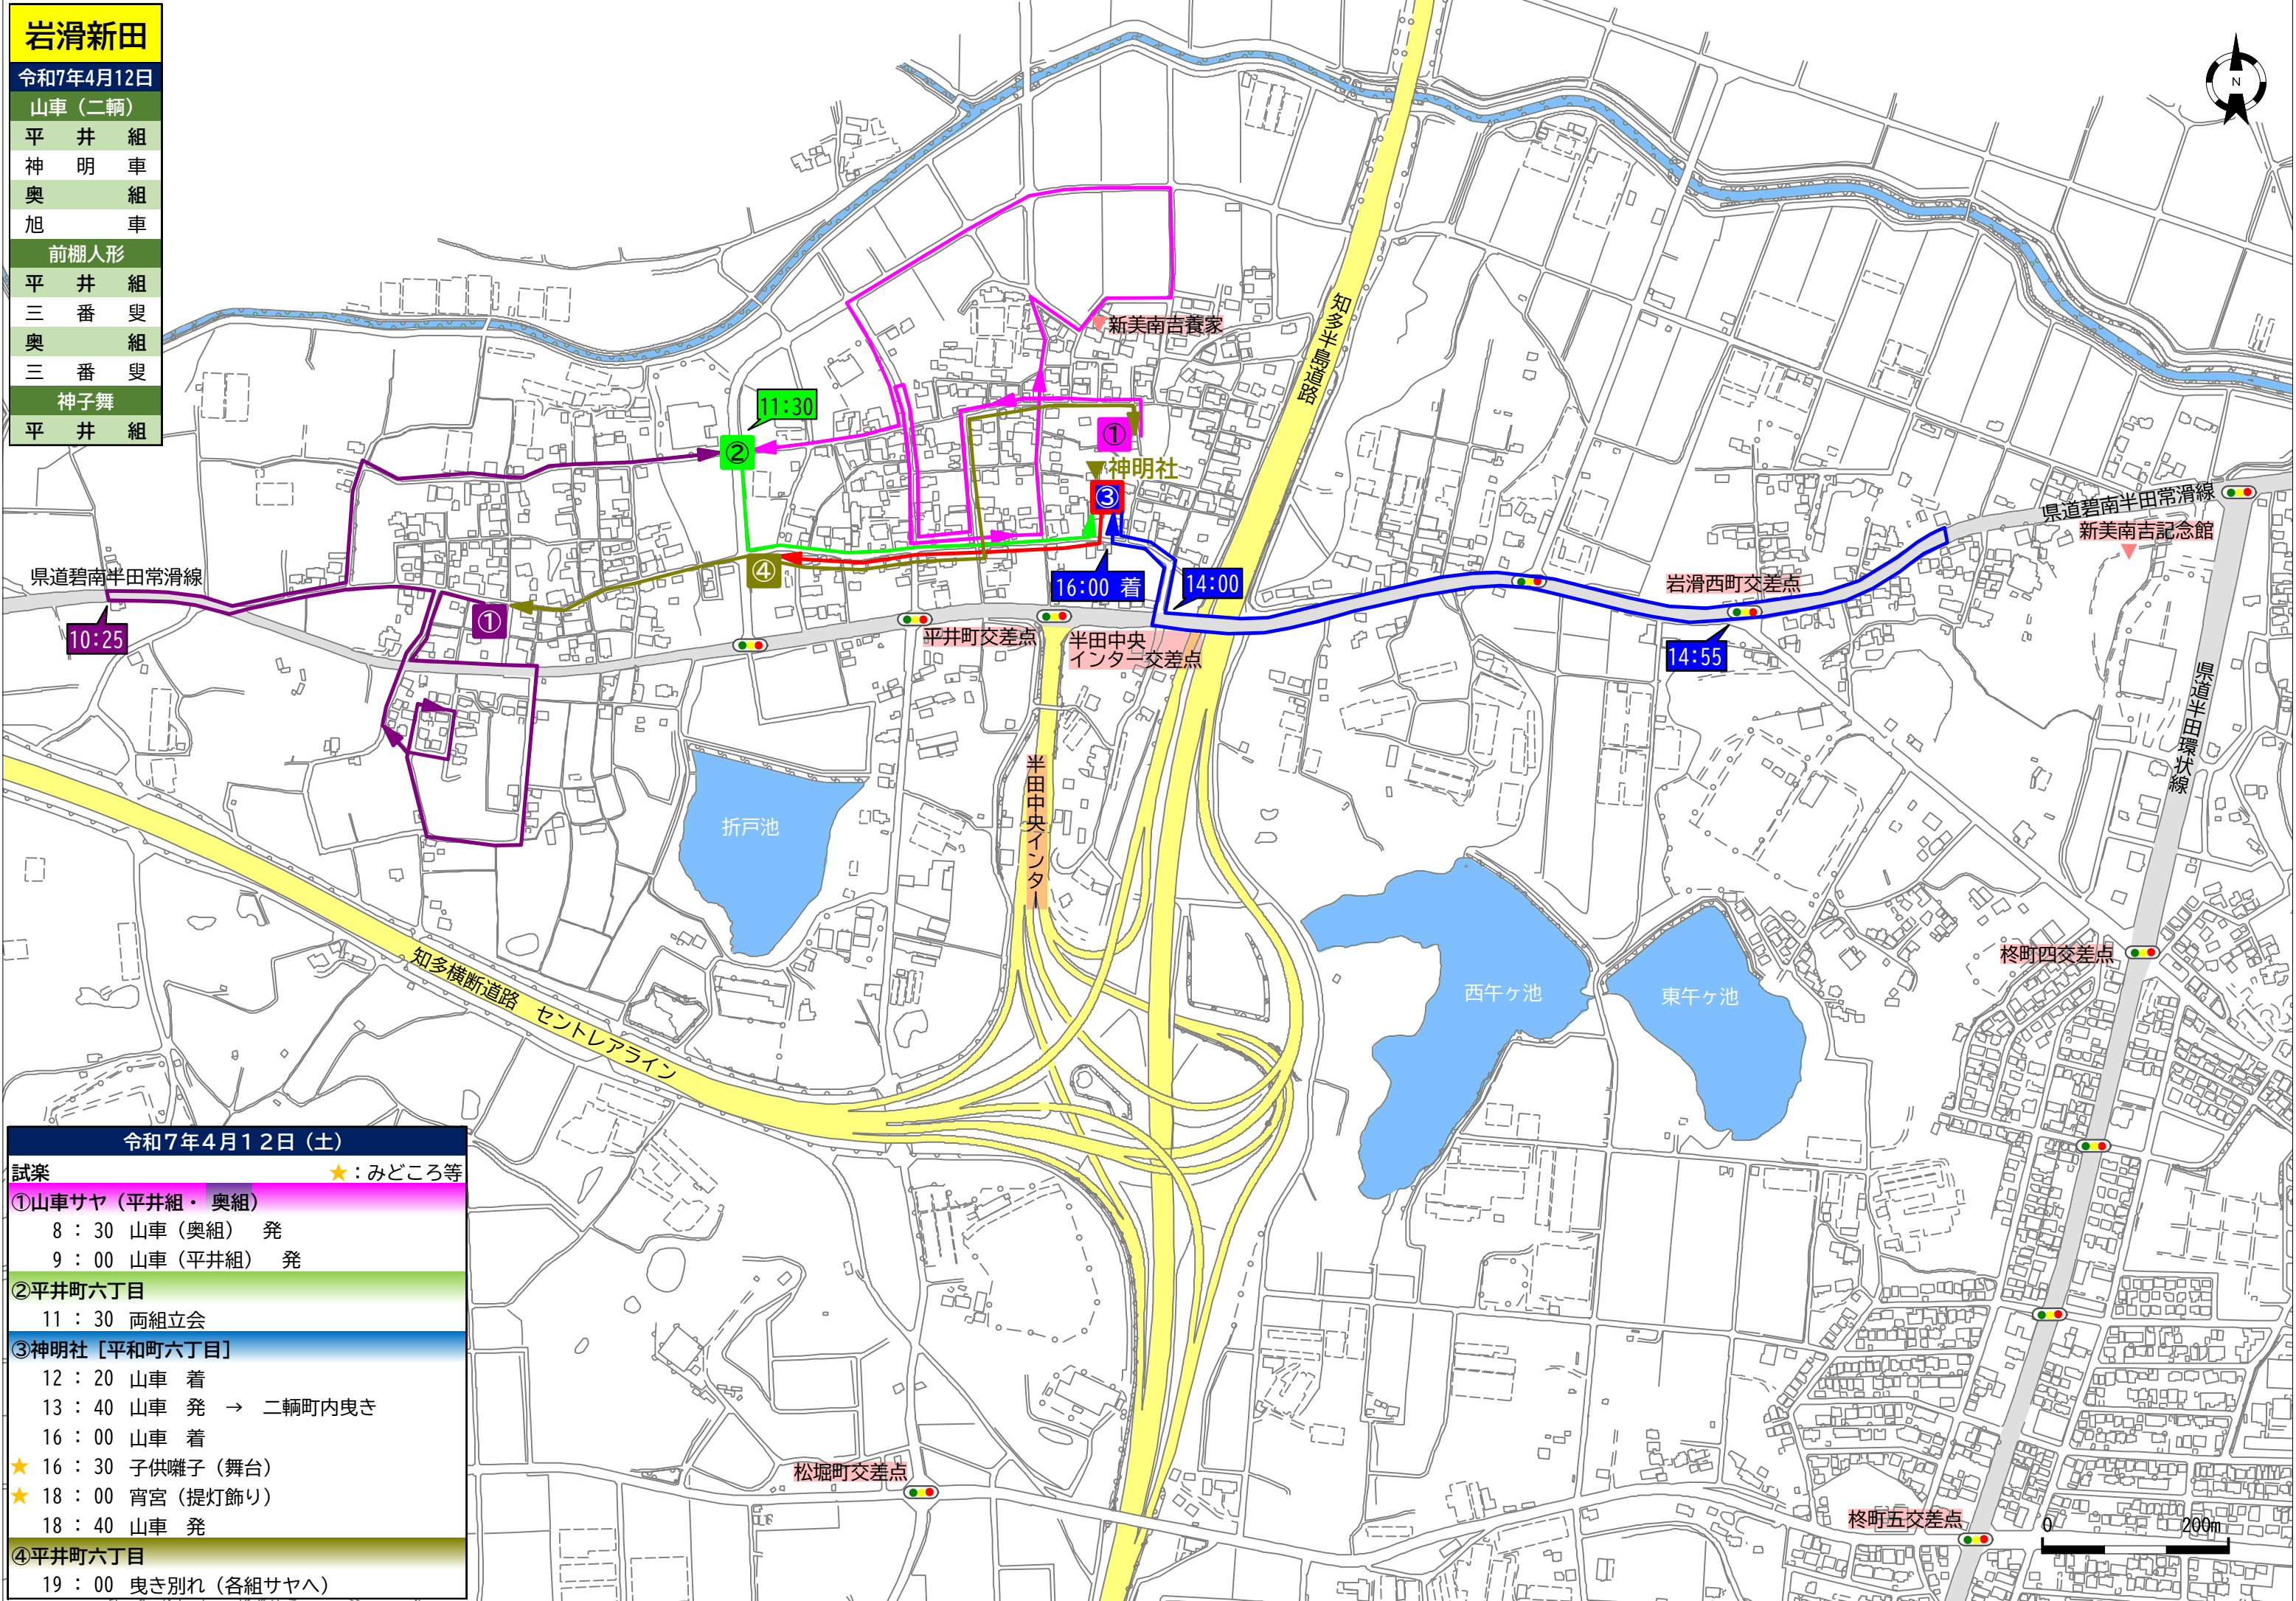 岩滑新田
令和7年4月12日
山車（二輌）
平　井　組
神　明　車
奥　　　組
旭　　　車
前棚人形
平　井　組
三　番　叟
奥　　　組
三　番　叟
神子舞
平　井　組
N
新美南吉養家
知多半島道路
11:30
②
①
神明社
③
県道碧南半田常滑線
新美南吉記念館
県道碧南半田常滑線
④
16:00 着
14:00
岩滑西町交差点
①
10:25
平井町交差点
半田中央
インター交差点
14:55
県道半田環状線
半田中央インター
折戸池
柊町四交差点
知多横断道路　セントレアライン
西午ヶ池
東午ヶ池
松堀町交差点
柊町五交差点
0　200m
令和７年４月１２日（土）
試楽　★：みどころ等
①山車サヤ（平井組・ 奥組）
8 : 30 山車（奥組）　発
9 : 00 山車（平井組）　発
②平井町六丁目
11 : 30 両組立会
③神明社［平和町六丁目］
12 : 20 山車　着
13 : 40 山車　発　→　二輌町内曳き
16 : 00 山車　着
★ 16 : 30 子供囃子（舞台）
★ 18 : 00 宵宮（提灯飾り）
18 : 40 山車　発
④平井町六丁目
19 : 00 曳き別れ（各組サヤへ）